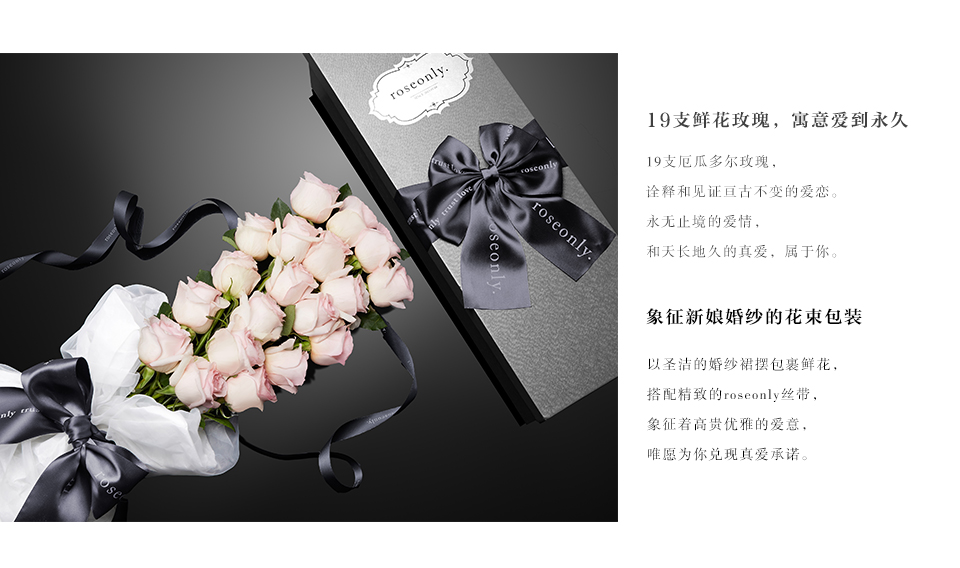 roseonly.
trust love
roseonly
trust love
roseonly.
roseonly.
19支鲜花玫瑰，寓意爱到永久
19支厄瓜多尔玫瑰，
诠释和见证亘古不变的爱恋。
永无止境的爱情，
和天长地久的真爱，属于你。
象征新娘婚纱的花束包装
以圣洁的婚纱裙摆包裹鲜花，
搭配精致的roseonly丝带，
象征着高贵优雅的爱意，
唯愿为你兑现真爱承诺。